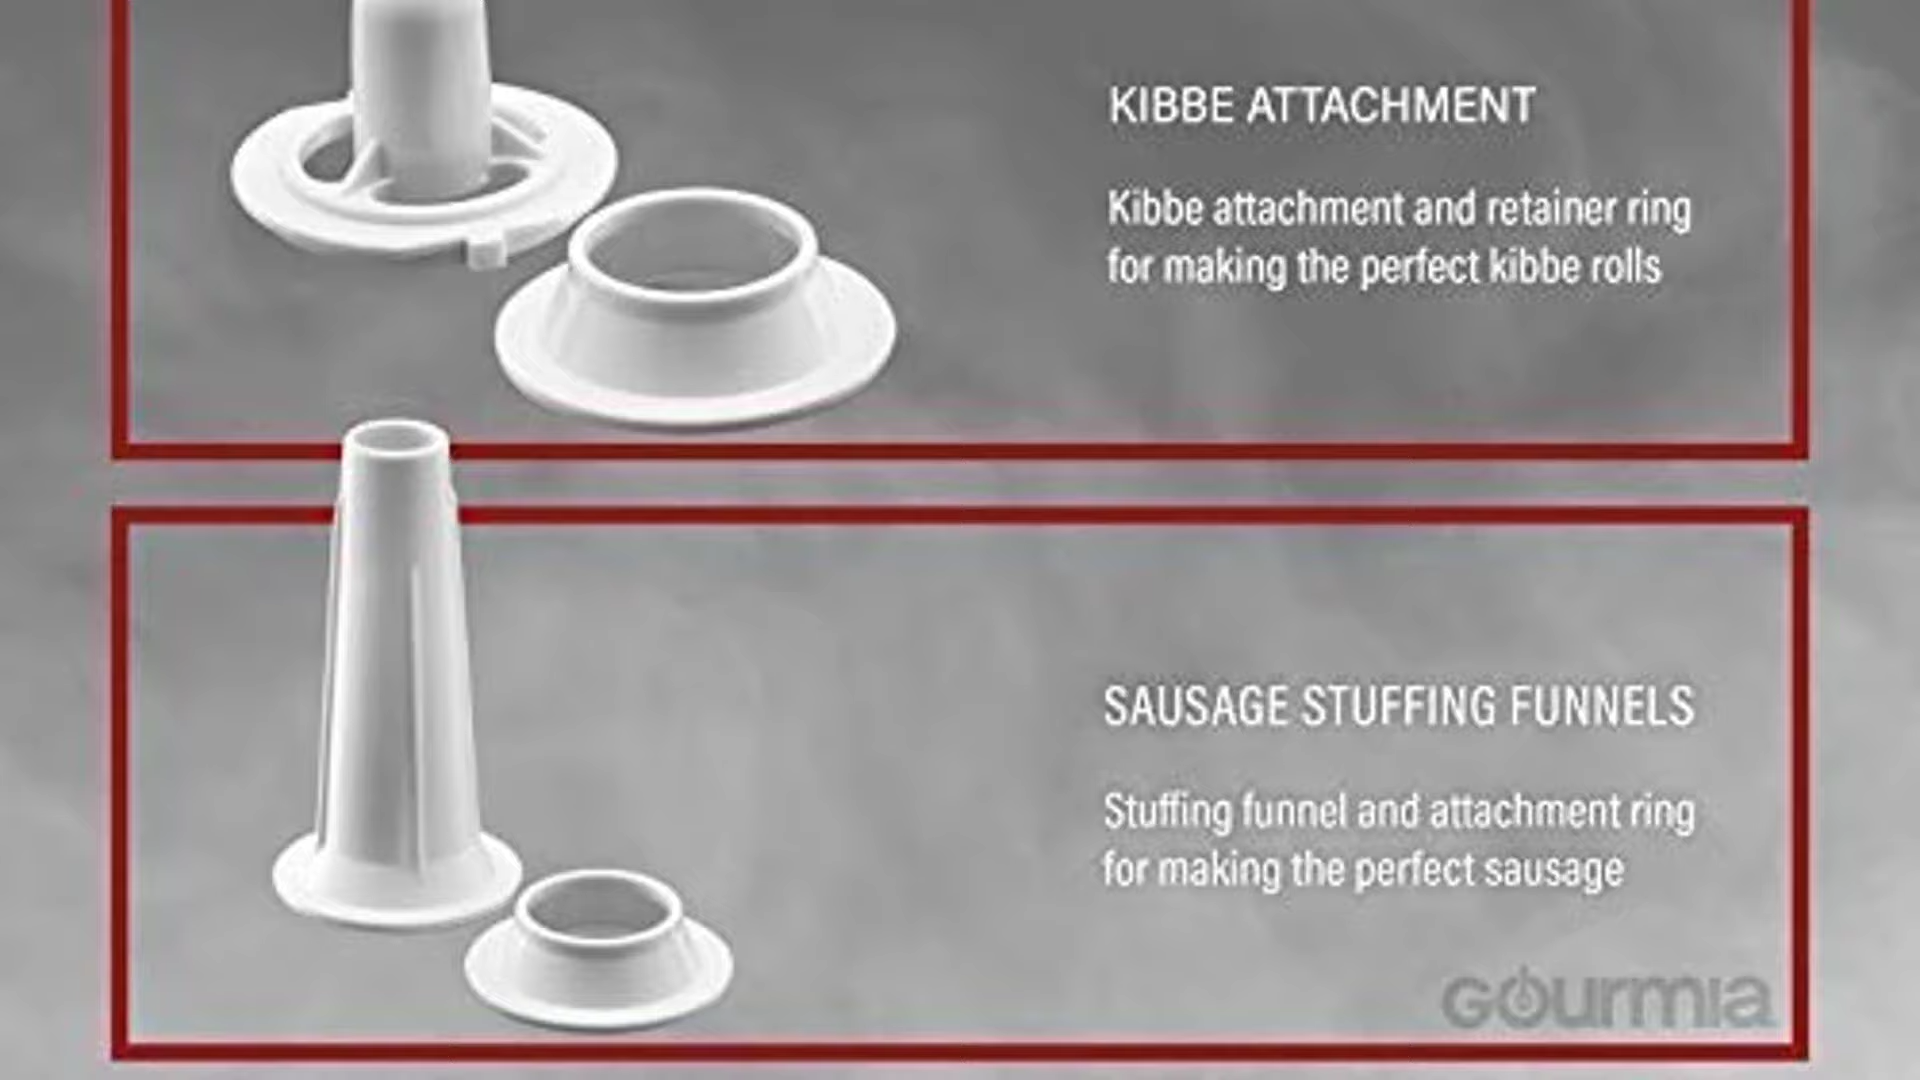 KIBBE ATTACHMENT
Kibbe attachment and retainer ring
for making the perfect kibbe rolls
SAUSAGE STUFFING FUNNELS
Stuffing funnel and attachment ring
for making the perfect sausage
Gourmia